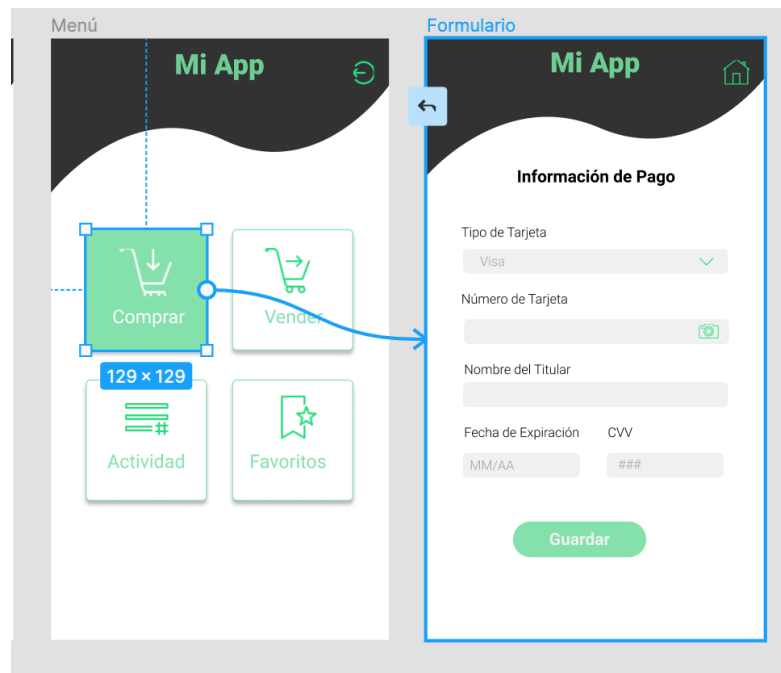 Menú
Formulario
Mi App
Mi App
Información de Pago
Tipo de Tarjeta
Visa
Número de Tarjeta
Comprar
Vender
129 × 129
Nombre del Titular
Actividad
Favoritos
Fecha de Expiración CVV
MM/AA ###
Guardar